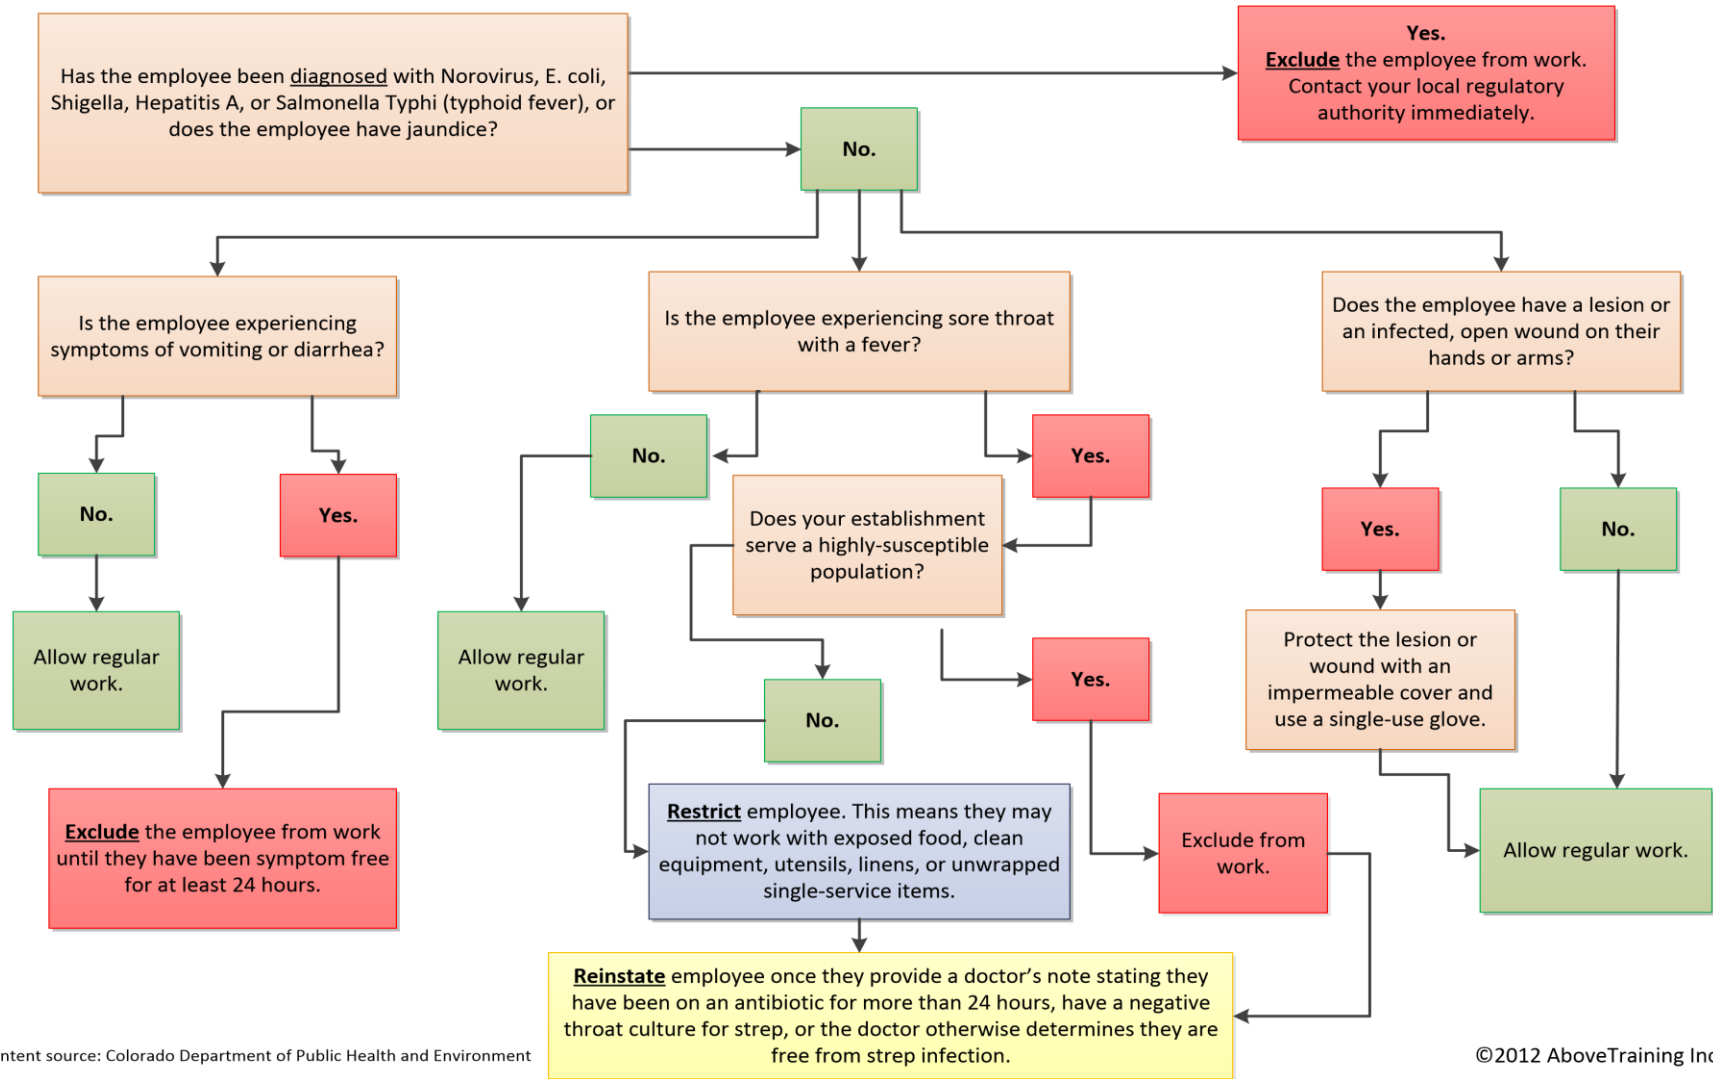 Has the employee been diagnosed with Norovirus, E. coli,
Shigella, Hepatitis A, or Salmonella Typhi (typhoid fever), or
does the employee have jaundice?
Yes.
Exclude the employee from work.
Contact your local regulatory
authority immediately.
No.
Is the employee experiencing
symptoms of vomiting or diarrhea?
Is the employee experiencing sore throat
with a fever?
Does the employee have a lesion or
an infected, open wound on their
hands or arms?
No.
Yes.
No.
Yes.
Yes.
No.
Does your establishment
serve a highly-susceptible
population?
Allow regular
work.
Allow regular
work.
Protect the lesion or
wound with an
impermeable cover and
use a single-use glove.
Yes.
No.
Exclude the employee from work
until they have been symptom free
for at least 24 hours.
Restrict employee. This means they may
not work with exposed food, clean
equipment, utensils, linens, or unwrapped
single-service items.
Exclude from
work.
Allow regular work.
Reinstate employee once they provide a doctor’s note stating they
have been on an antibiotic for more than 24 hours, have a negative
throat culture for strep, or the doctor otherwise determines they are
free from strep infection.
ntent source: Colorado Department of Public Health and Environment
©2012 AboveTraining Inc